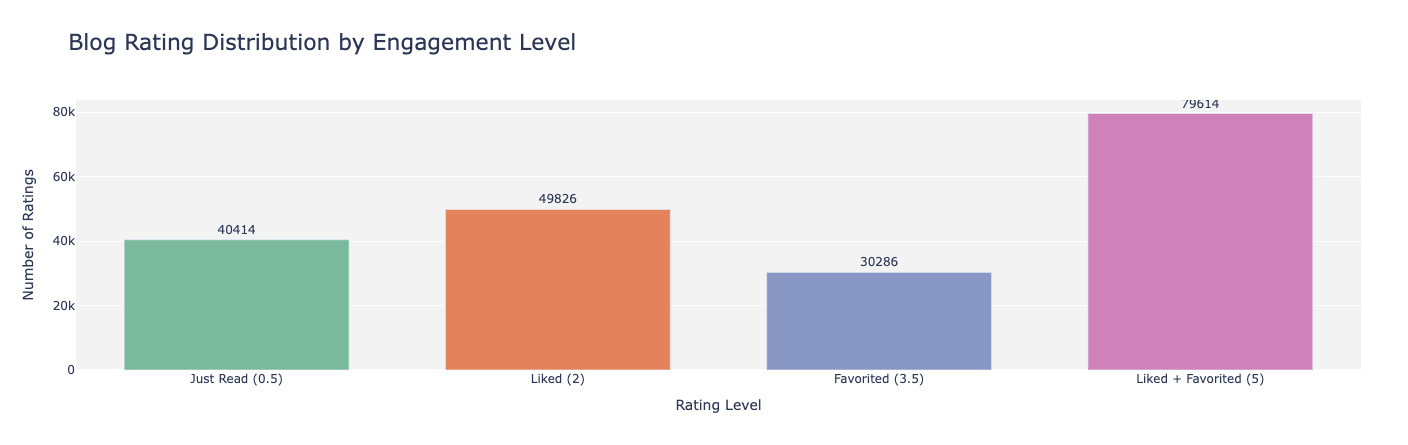 Blog Rating Distribution by Engagement Level
80k
60k
40k
20k
0
Number of Ratings
40414
49826
30286
79614
Just Read (0.5)
Liked (2)
Favorited (3.5)
Liked + Favorited (5)
Rating Level